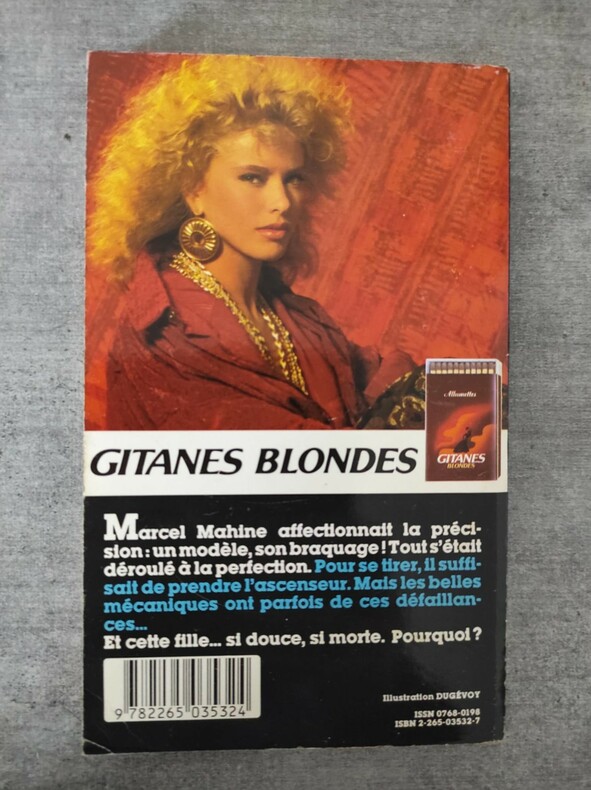 Allumettes
GITANES
BLONDES
GITANES BLONDES
Marcel Mahine affectionnait la préci-
sion : un modèle, son braquage ! Tout s'était
déroulé à la perfection. Pour se tirer, il suffi-
sait de prendre l'ascenseur. Mais les belles
mécaniques ont parfois de ces défaillan-
ces...
Et cette fille... si douce, si morte. Pourquoi ?
9 782265 035324
Illustration DUGÉVOY
ISSN 0768-0198
ISBN 2-265-03532-7